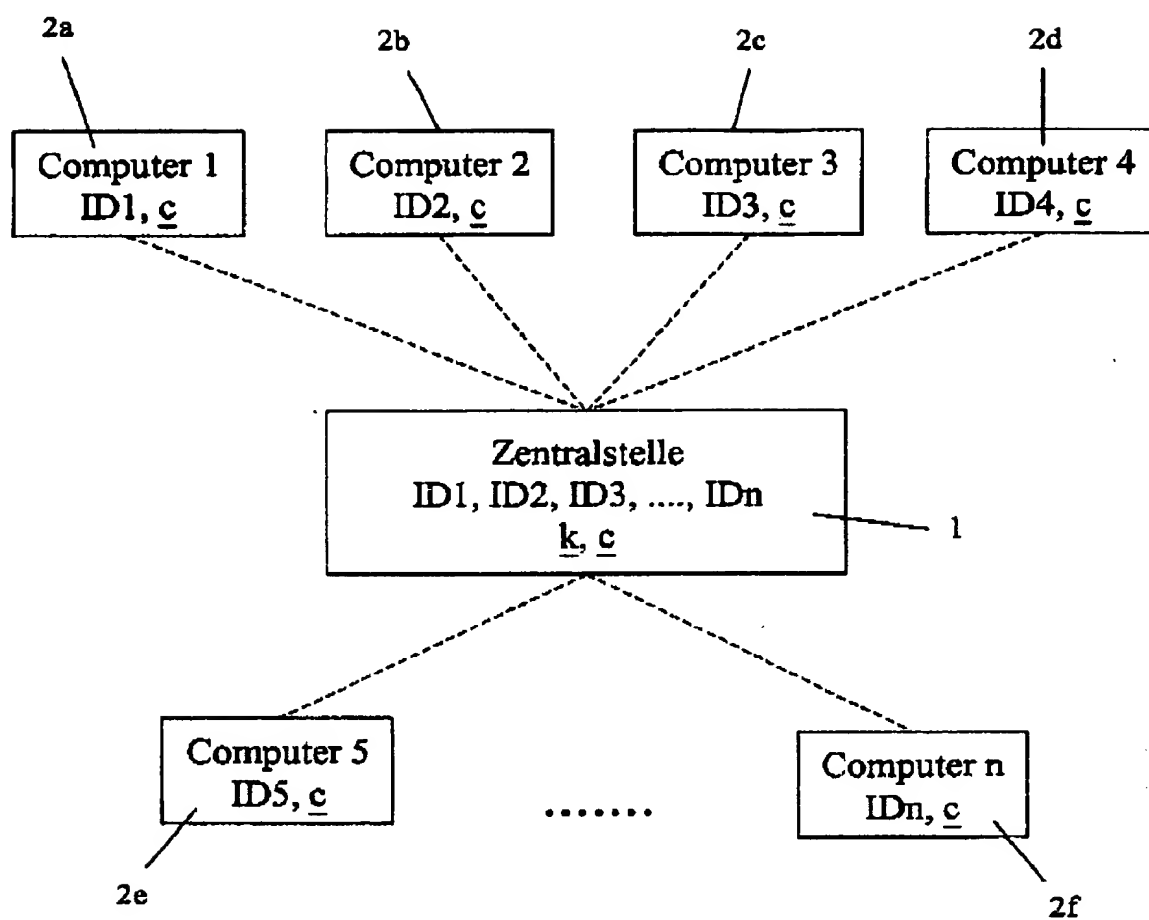 2a
2b
2c
2d
Computer 1
ID1, c
Computer 2
ID2, c
Computer 3
ID3, c
Computer 4
ID4, c
Zentralstelle
ID1, ID2, ID3, ...., IDn
k, c
1
Computer 5
ID5, c
.......
Computer n
IDn, c
2e
2f